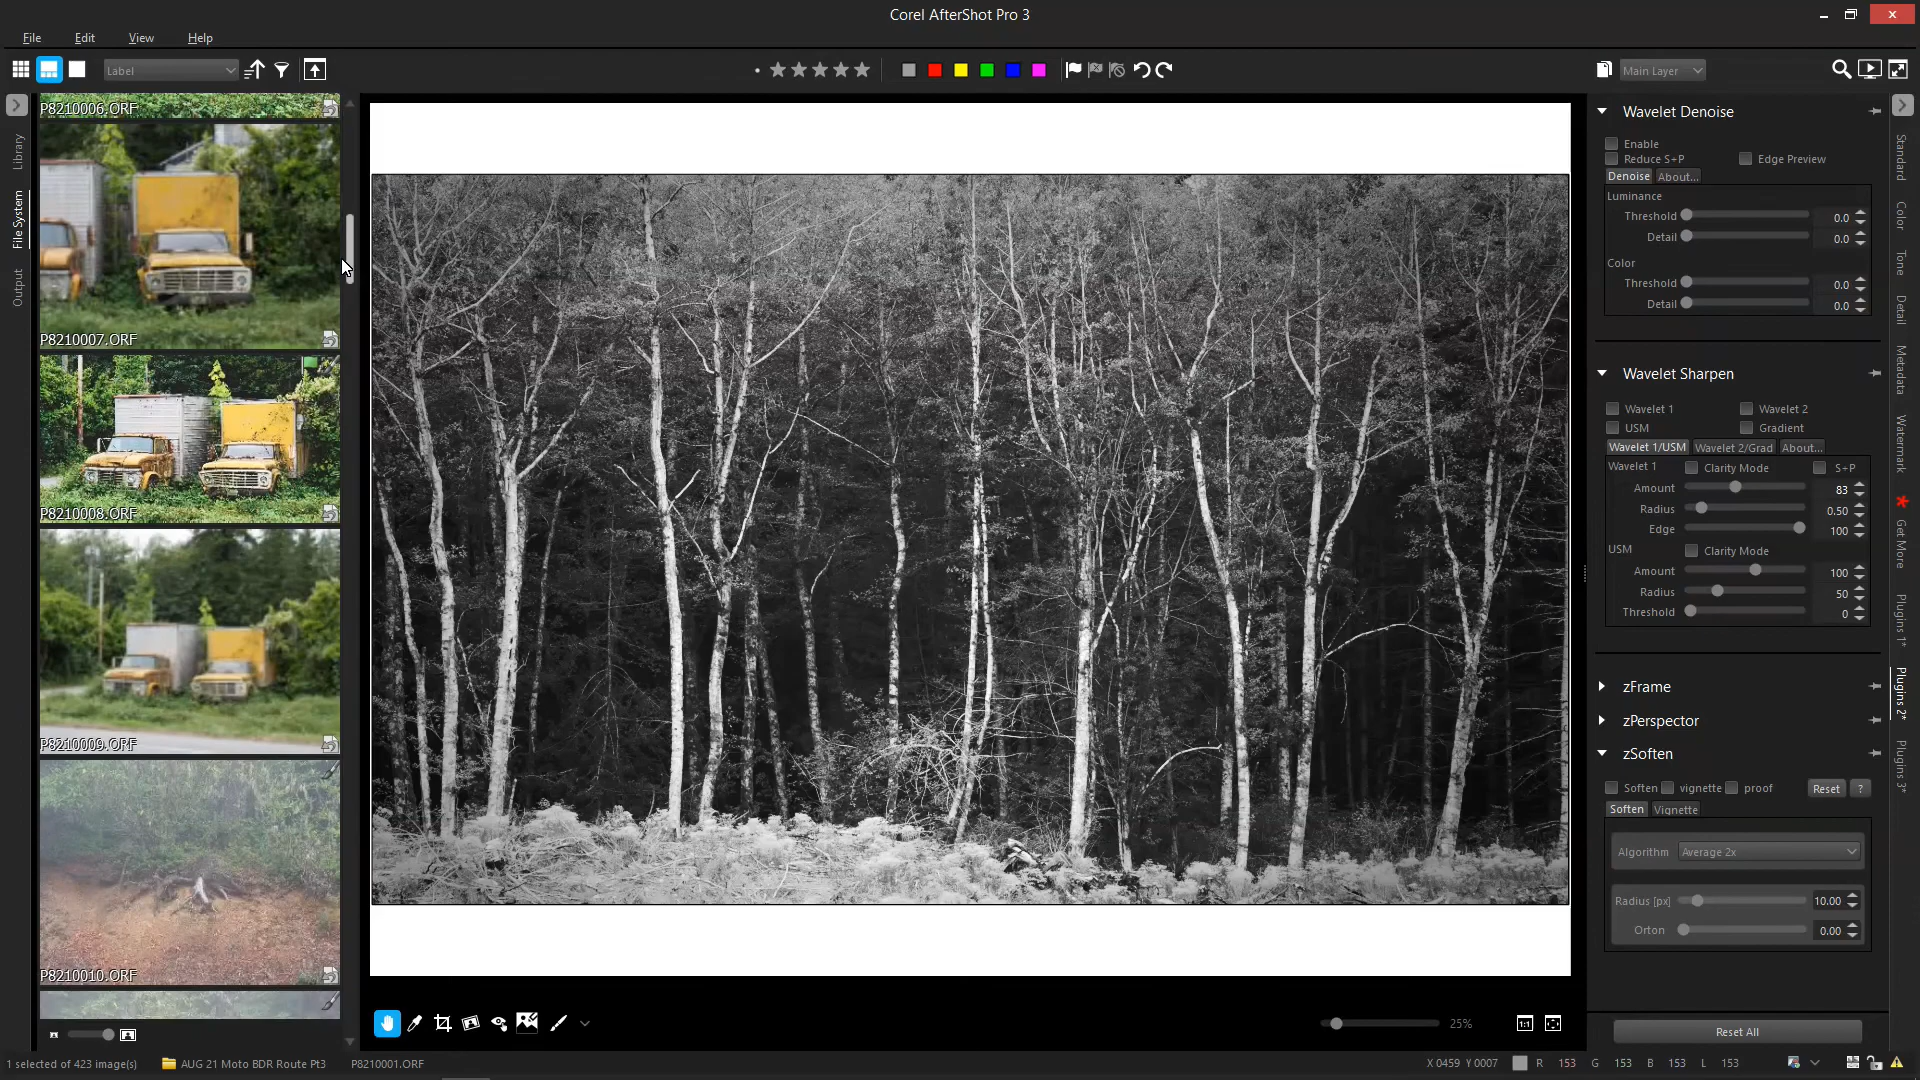 Corel AfterShot Pro 3
File Edit View Help
Label
Main Layer
Library
File System
Output
P8210006.ORF
P8210007.ORF
P8210008.ORF
P8210009.ORF
P8210010.ORF
25%
Wavelet Denoise
Enable
Reduce S+P Edge Preview
Denoise About...
Luminance
Threshold 0.0
Detail 0.0
Color
Threshold 0.0
Detail 0.0
Wavelet Sharpen
Wavelet 1 Wavelet 2
USM Gradient
Wavelet 1/USM Wavelet 2/Grad About...
Wavelet 1 Clarity Mode S+P
Amount 83
Radius 0.50
Edge 100
USM Clarity Mode
Amount 100
Radius 50
Threshold 0
zFrame
zPerspector
zSoften
Soften vignette proof Reset ?
Soften Vignette
Algorithm Average 2x
Radius [px] 10.00
Orton 0.00
Reset All
Standard
Color
Tone
Detail
Metadata
Watermark
Get More
Plugins 1*
Plugins 2*
Plugins 3*
1 selected of 423 image(s) AUG 21 Moto BDR Route Pt3 P8210001.ORF X 0459 Y 0007 R 153 G 153 B 153 L 153